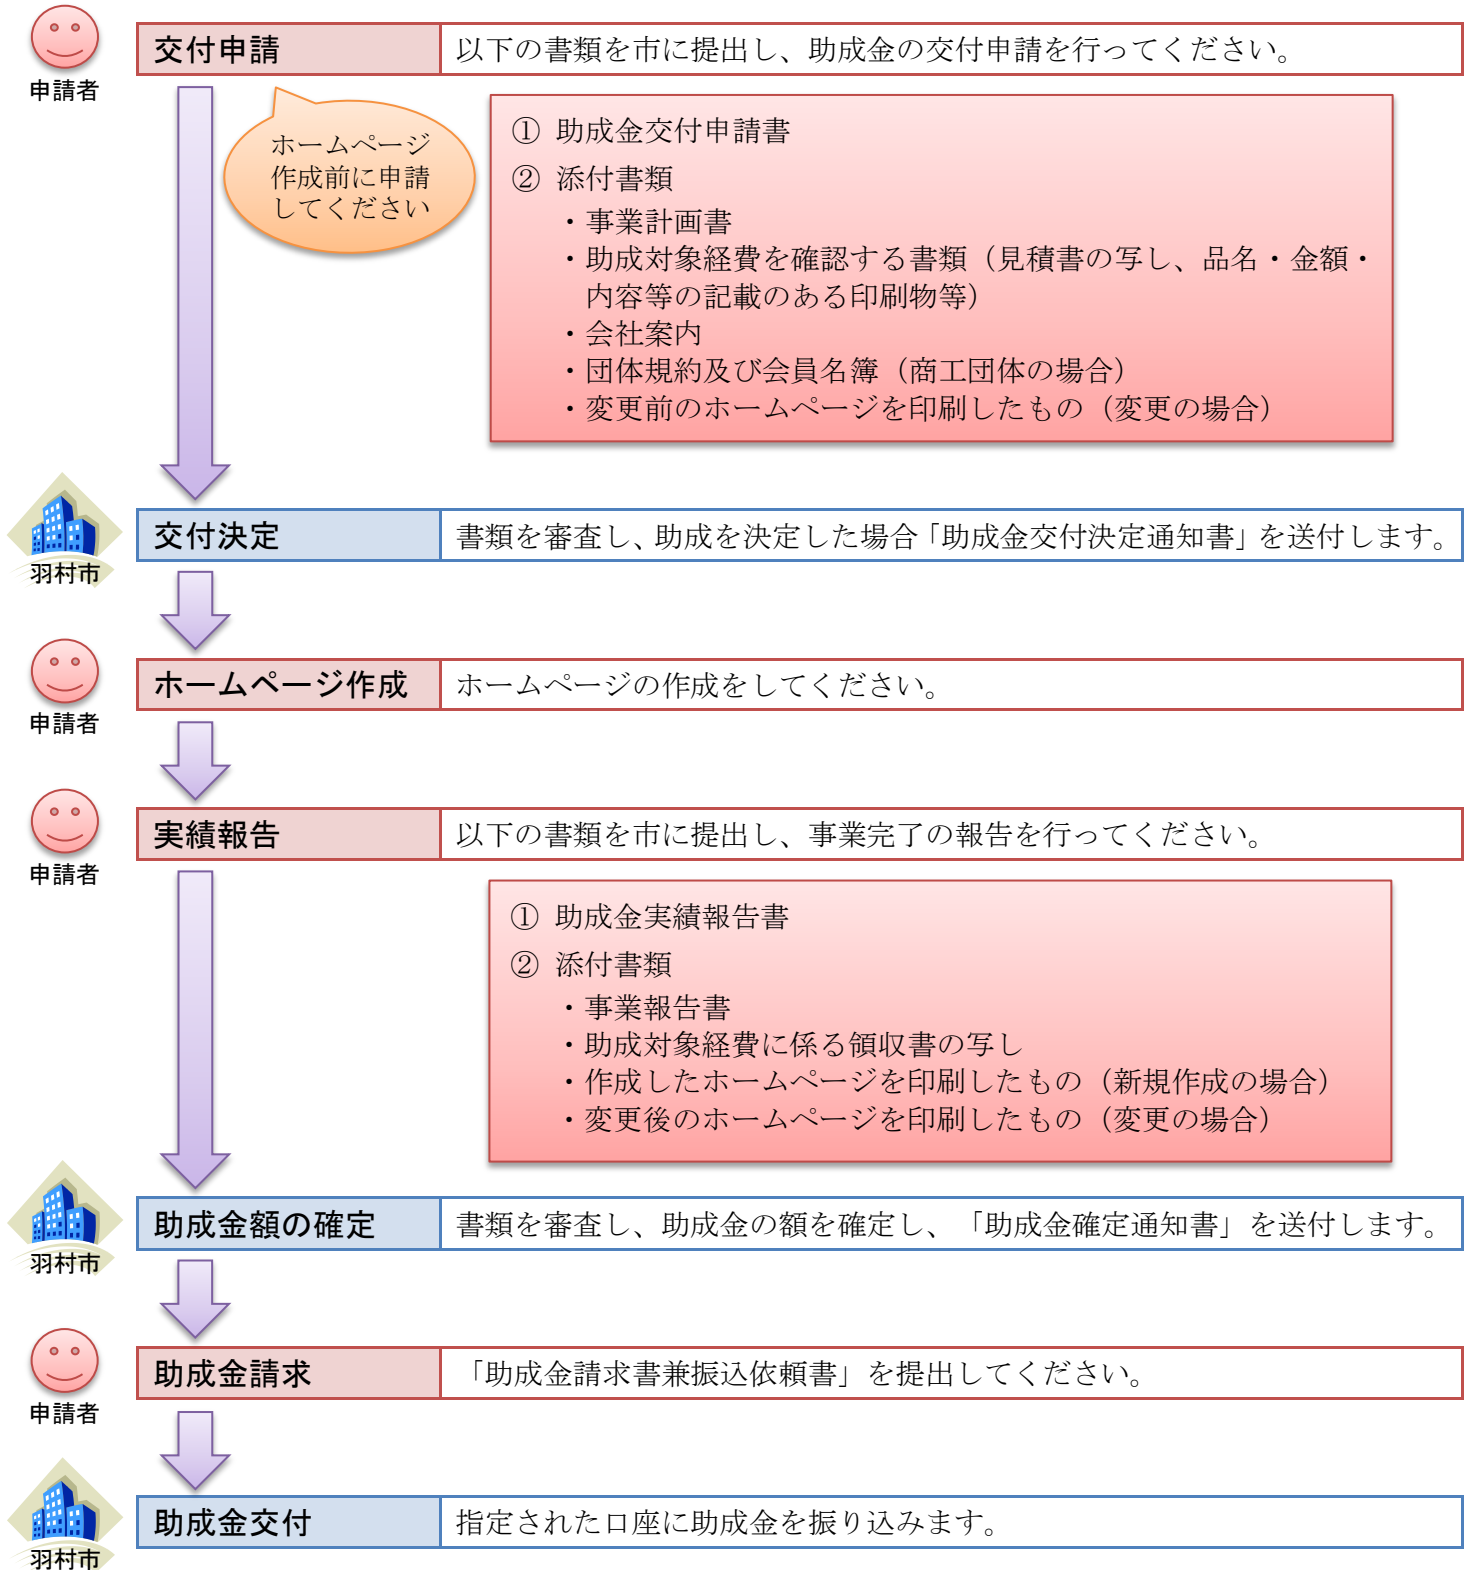 申請者
交付申請
以下の書類を市に提出し、助成金の交付申請を行ってください。
ホームページ
作成前に申請
してください
① 助成金交付申請書
② 添付書類
・事業計画書
・助成対象経費を確認する書類（見積書の写し、品名・金額・
内容等の記載のある印刷物等）
・会社案内
・団体規約及び会員名簿（商工団体の場合）
・変更前のホームページを印刷したもの（変更の場合）
羽村市
交付決定
書類を審査し、助成を決定した場合「助成金交付決定通知書」を送付します。
申請者
ホームページ作成
ホームページの作成をしてください。
申請者
実績報告
以下の書類を市に提出し、事業完了の報告を行ってください。
① 助成金実績報告書
② 添付書類
・事業報告書
・助成対象経費に係る領収書の写し
・作成したホームページを印刷したもの（新規作成の場合）
・変更後のホームページを印刷したもの（変更の場合）
羽村市
助成金額の確定
書類を審査し、助成金の額を確定し、「助成金確定通知書」を送付します。
申請者
助成金請求
「助成金請求書兼振込依頼書」を提出してください。
羽村市
助成金交付
指定された口座に助成金を振り込みます。